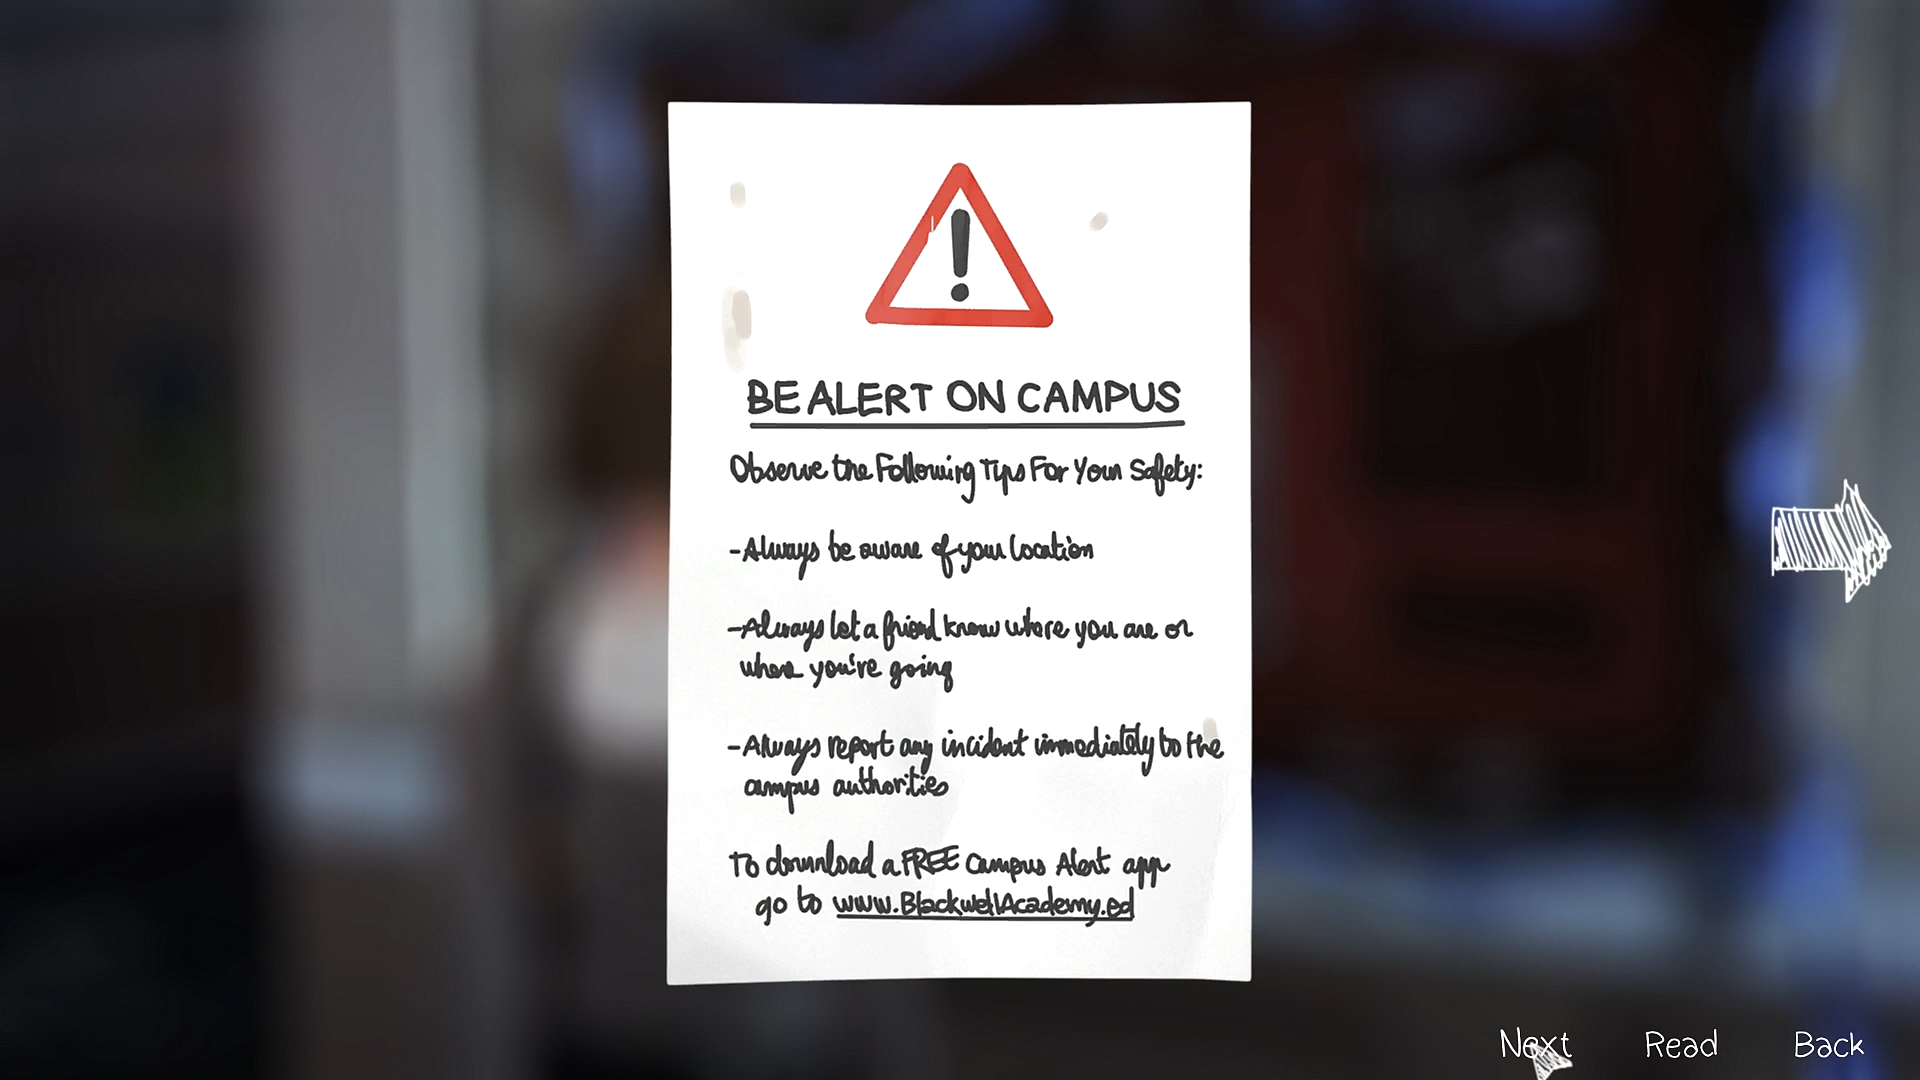 BE ALERT ON CAMPUS
Observe the Following Tips For Your Safety:
-Always be aware of your location
-Always let a friend know where you are or
where you're going
-Always report any incident immediately to the
campus authorities
To download a FREE Campus Alert app
go to www.BlackwellAcademy.ed
Next Read Back